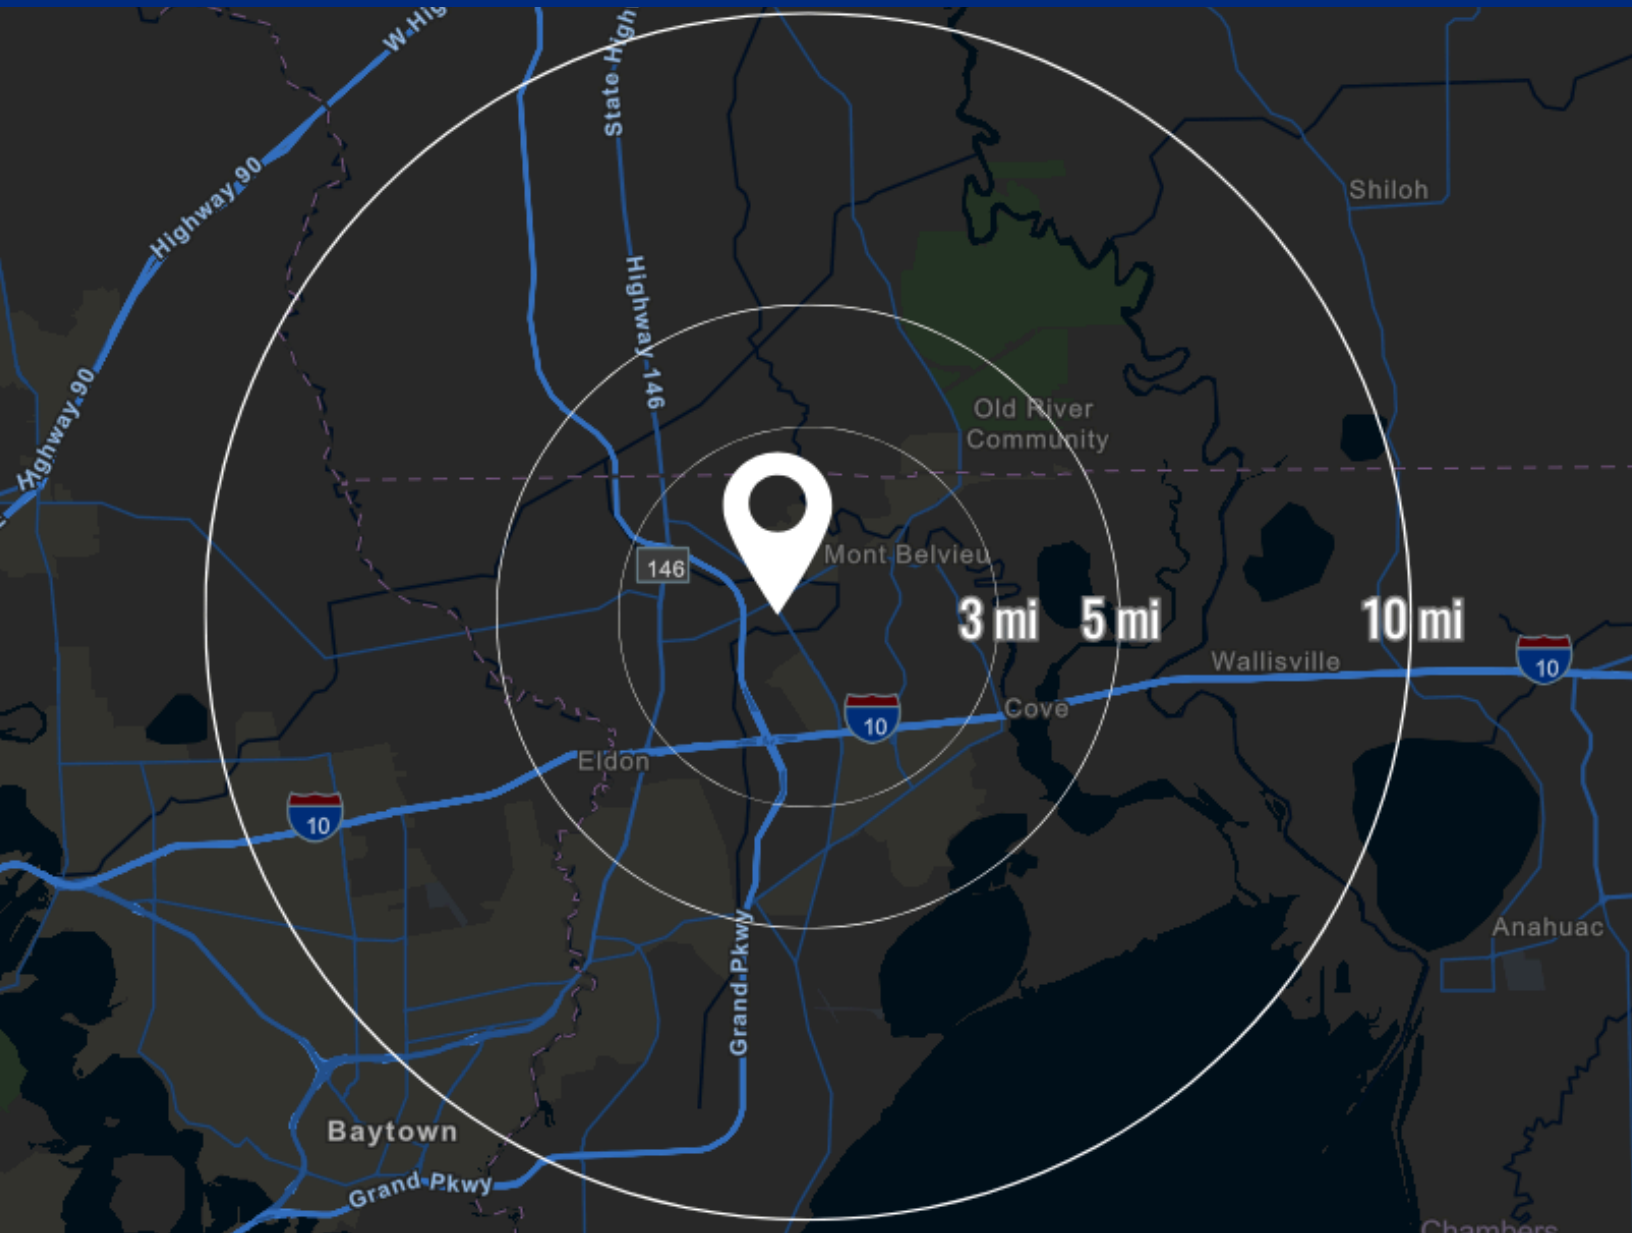 W Hig
State High
Highway 90
Shiloh
Highway 146
Highway 90
Old River
Community
Mont Belvieu
146
3 mi
5 mi
10 mi
Wallisville
10
Cove
10
Eldon
10
Anahuac
Grand Pkwy
Baytown
Grand Pkwy
Chambers